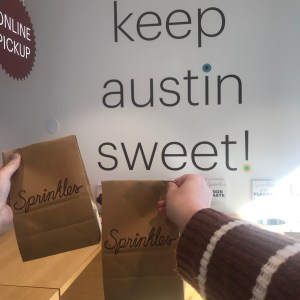 ONLINE
PICKUP
keep
austin
sweet!
Sprinkles
Sprinkles